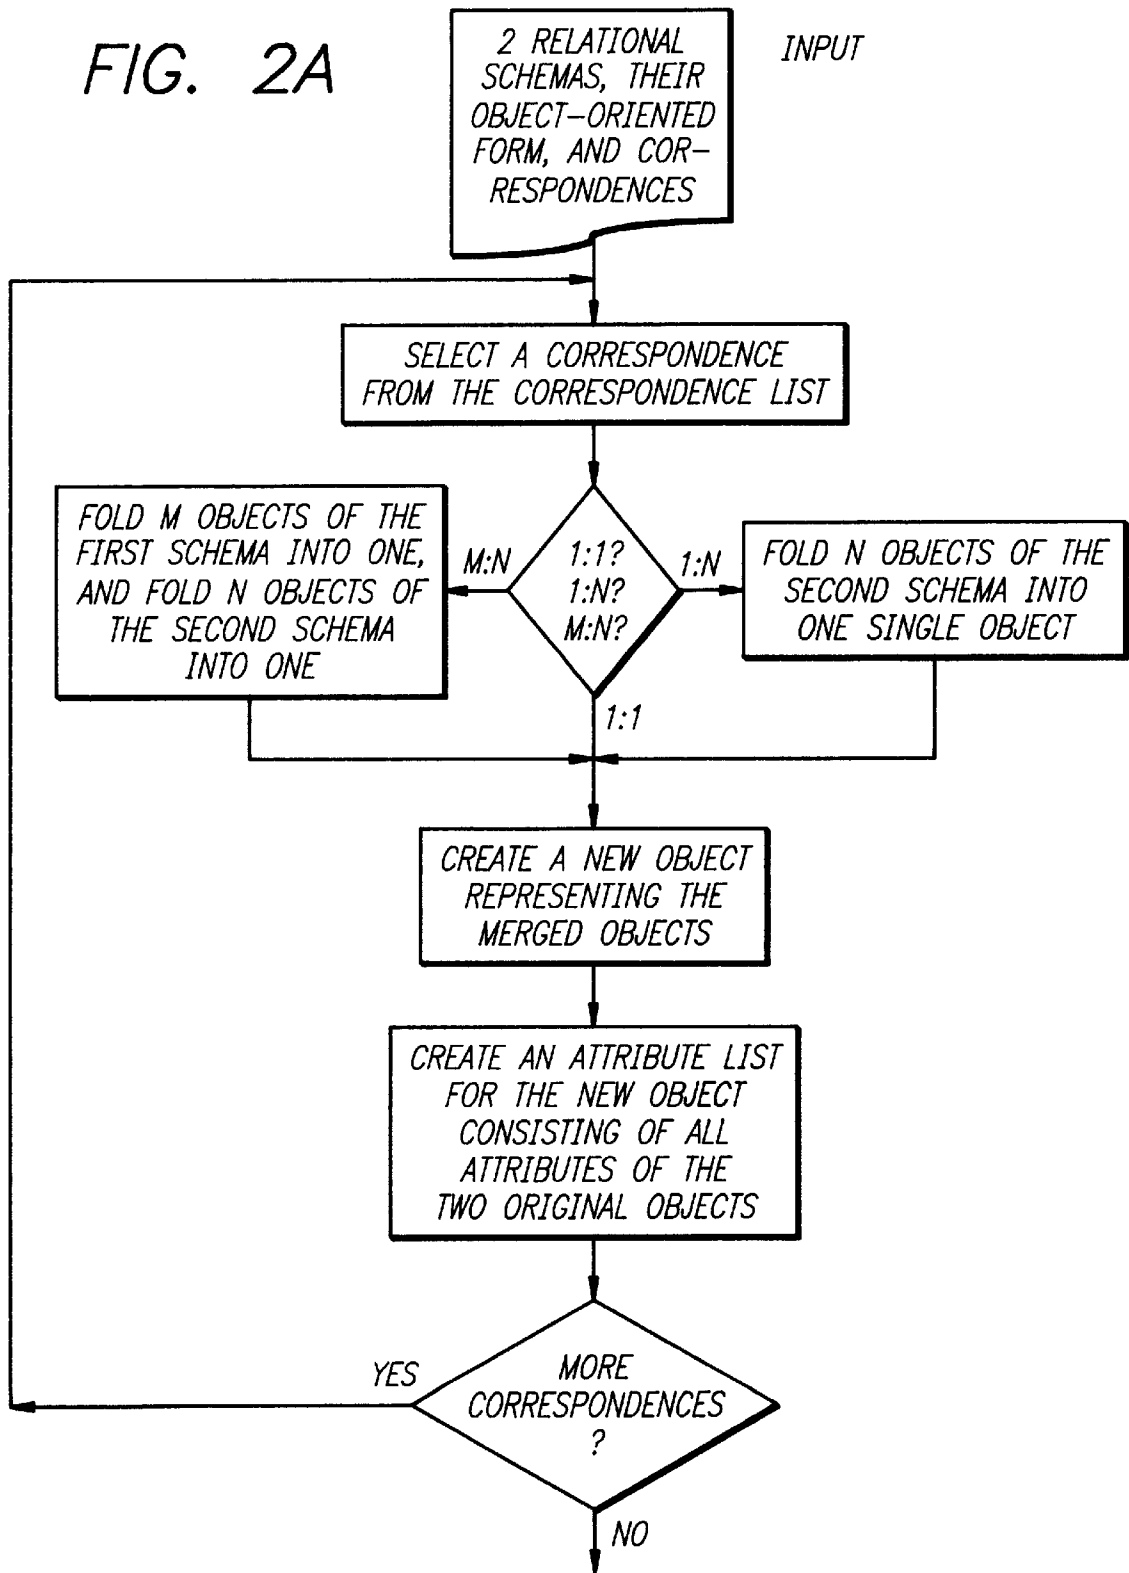 FIG. 2A
2 RELATIONAL
SCHEMAS, THEIR
OBJECT-ORIENTED
FORM, AND COR-
RESPONDENCES
INPUT
SELECT A CORRESPONDENCE
FROM THE CORRESPONDENCE LIST
FOLD M OBJECTS OF THE
FIRST SCHEMA INTO ONE,
AND FOLD N OBJECTS OF
THE SECOND SCHEMA
INTO ONE
M:N
1:1?
1:N?
M:N?
1:N
FOLD N OBJECTS OF THE
SECOND SCHEMA INTO
ONE SINGLE OBJECT
1:1
CREATE A NEW OBJECT
REPRESENTING THE
MERGED OBJECTS
CREATE AN ATTRIBUTE LIST
FOR THE NEW OBJECT
CONSISTING OF ALL
ATTRIBUTES OF THE
TWO ORIGINAL OBJECTS
YES
MORE
CORRESPONDENCES
?
NO